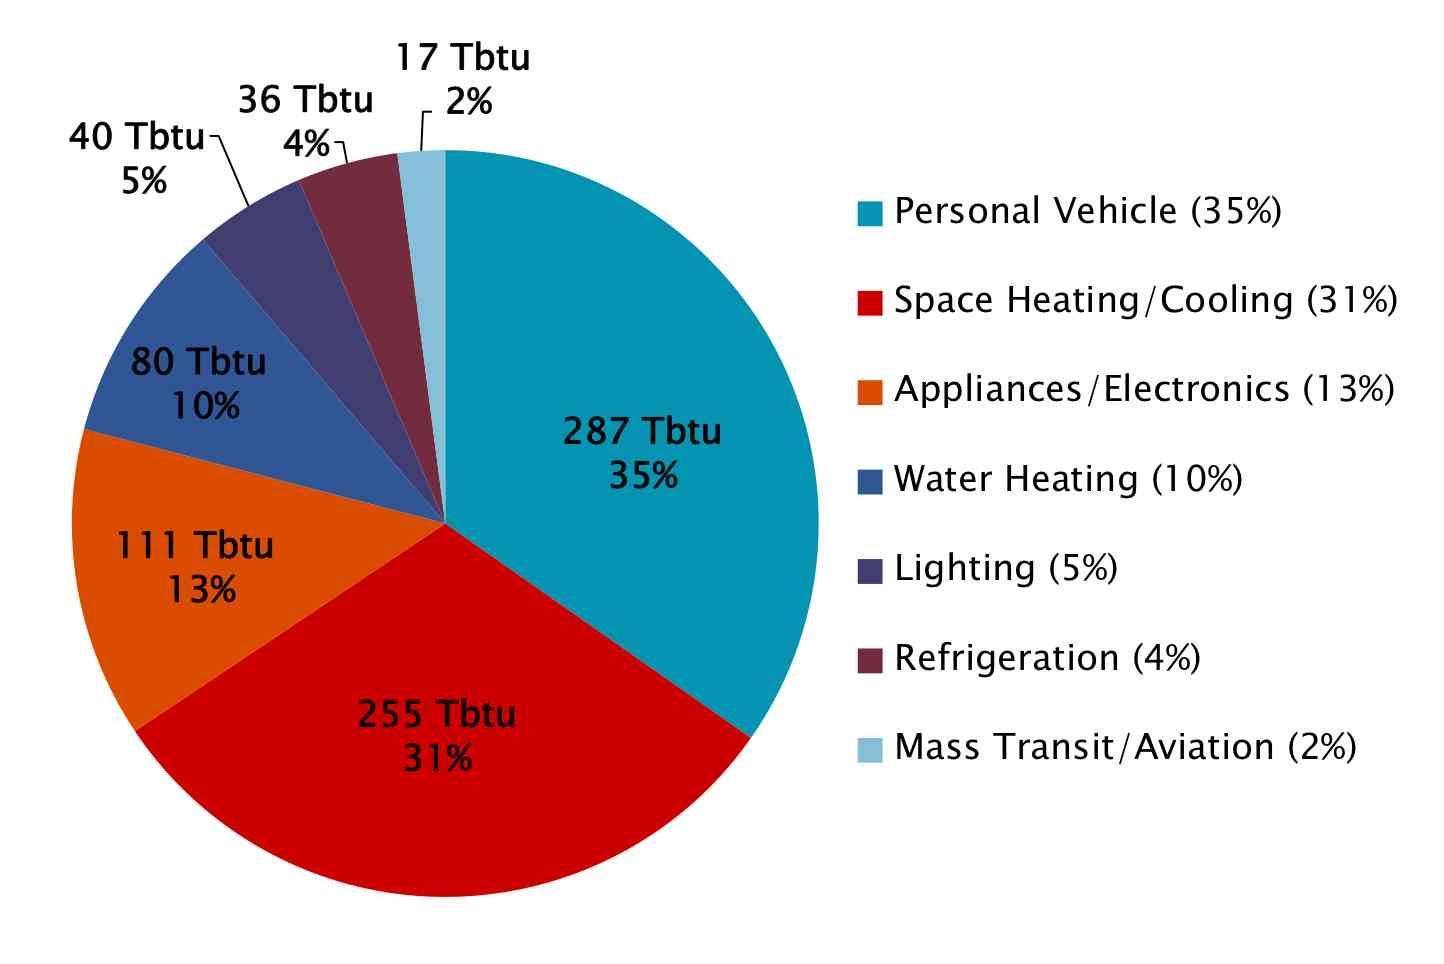 17 Tbtu
2%
36 Tbtu
4%
40 Tbtu
5%
80 Tbtu
10%
111 Tbtu
13%
255 Tbtu
31%
287 Tbtu
35%
Personal Vehicle (35%)
Space Heating/Cooling (31%)
Appliances/Electronics (13%)
Water Heating (10%)
Lighting (5%)
Refrigeration (4%)
Mass Transit/Aviation (2%)